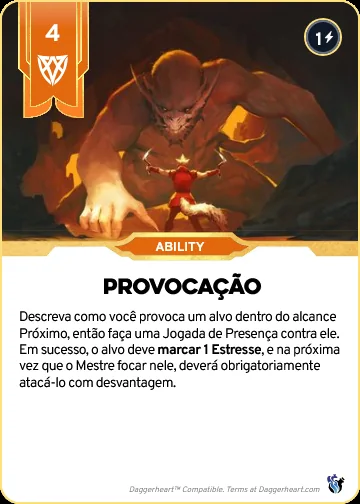 4
1
ABILITY
PROVOCAÇÃO
Descreva como você provoca um alvo dentro do alcance
Próximo, então faça uma Jogada de Presença contra ele.
Em sucesso, o alvo deve marcar 1 Estresse, e na próxima
vez que o Mestre focar nele, deverá obrigatoriamente
atacá-lo com desvantagem.
Daggerheart™ Compatible. Terms at Daggerheart.com